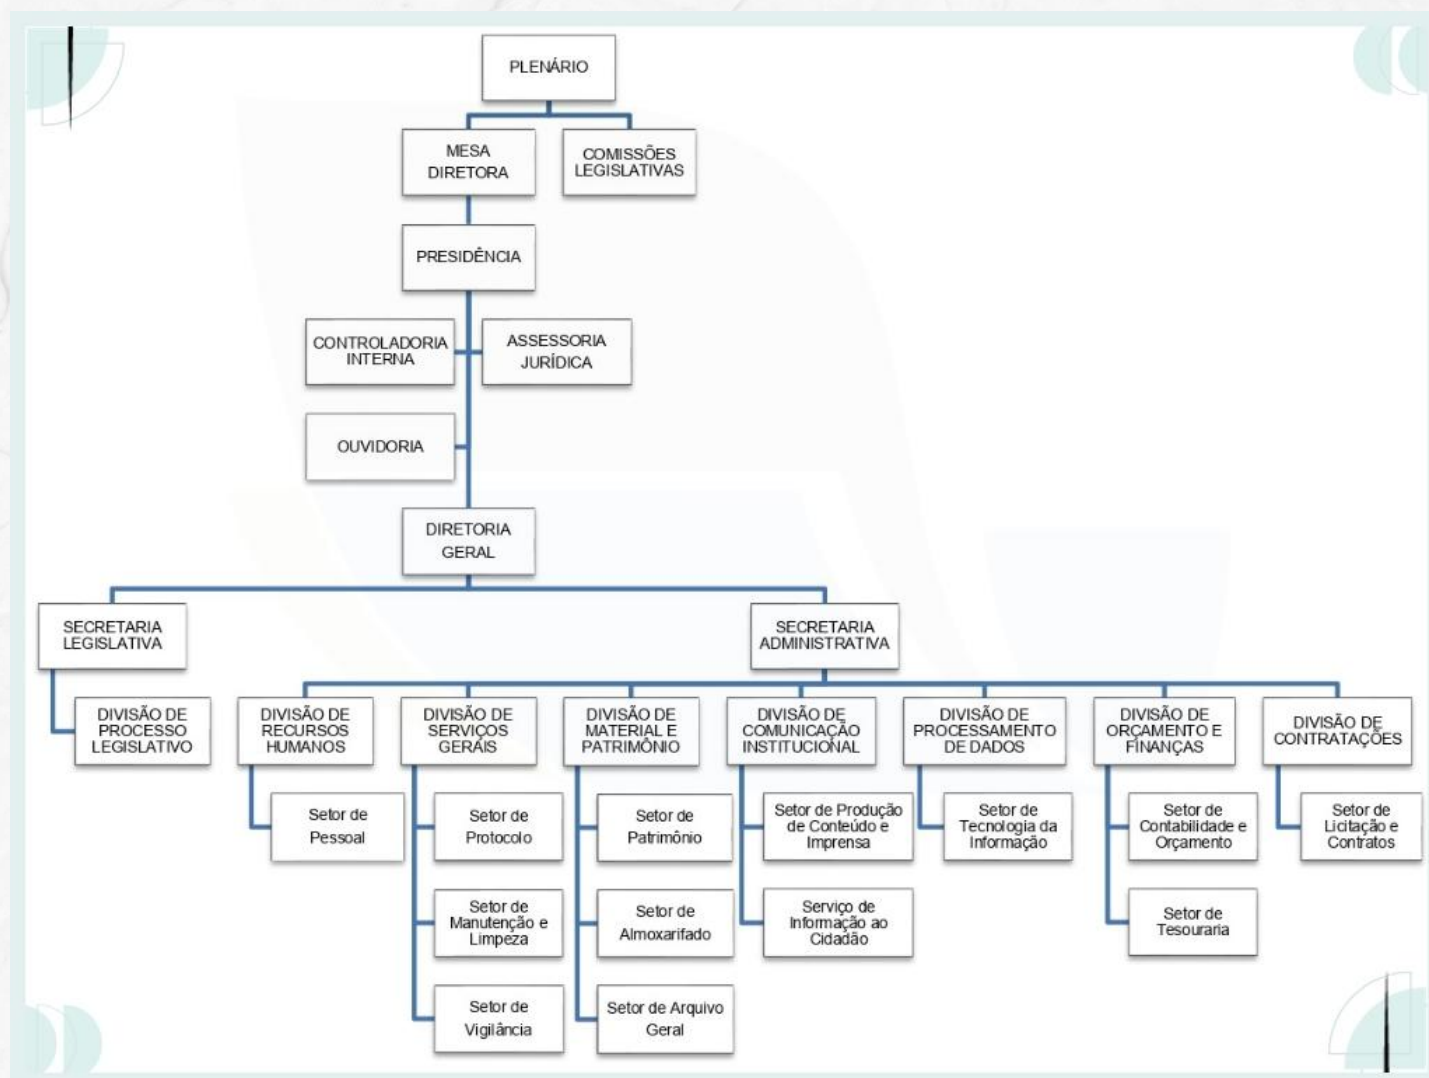 PLENÁRIO
MESA
DIRETORA
COMISSÕES
LEGISLATIVAS
PRESIDÊNCIA
CONTROLADORIA
INTERNA
ASSESSORIA
JURÍDICA
OUVIDORIA
DIRETORIA
GERAL
SECRETARIA
LEGISLATIVA
SECRETARIA
ADMINISTRATIVA
DIVISÃO DE
PROCESSO
LEGISLATIVO
DIVISÃO DE
RECURSOS
HUMANOS
DIVISÃO DE
SERVIÇOS
GERAIS
DIVISÃO DE
MATERIAL E
PATRIMÔNIO
DIVISÃO DE
COMUNICAÇÃO
INSTITUCIONAL
DIVISÃO DE
PROCESSAMENTO
DE DADOS
DIVISÃO DE
ORÇAMENTO E
FINANÇAS
DIVISÃO DE
CONTRATAÇÕES
Setor de
Pessoal
Setor de
Protocolo
Setor de
Patrimônio
Setor de Produção
de Conteúdo e
Imprensa
Setor de
Tecnologia da
Informação
Setor de
Contabilidade e
Orçamento
Setor de
Licitação e
Contratos
Setor de
Manutenção e
Limpeza
Setor de
Almoxarifado
Serviço de
Informação ao
Cidadão
Setor de
Tesouraria
Setor de
Vigilância
Setor de Arquivo
Geral